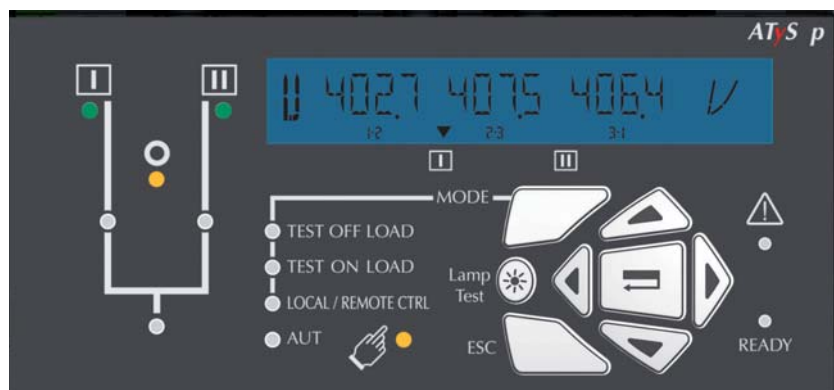 ATyS p
I II
U 402.7 407.5 406.4 V
1-2 2-3 3-1
I II
MODE
TEST OFF LOAD
TEST ON LOAD
Lamp
Test
LOCAL / REMOTE CTRL
AUT
ESC
READY